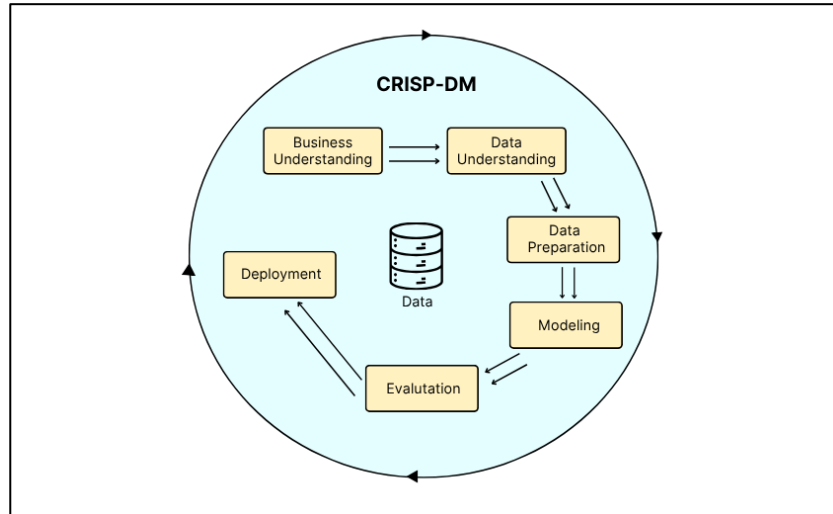 CRISP-DM
Business
Understanding
Data
Understanding
Data
Preparation
Deployment
Data
Modeling
Evalutation